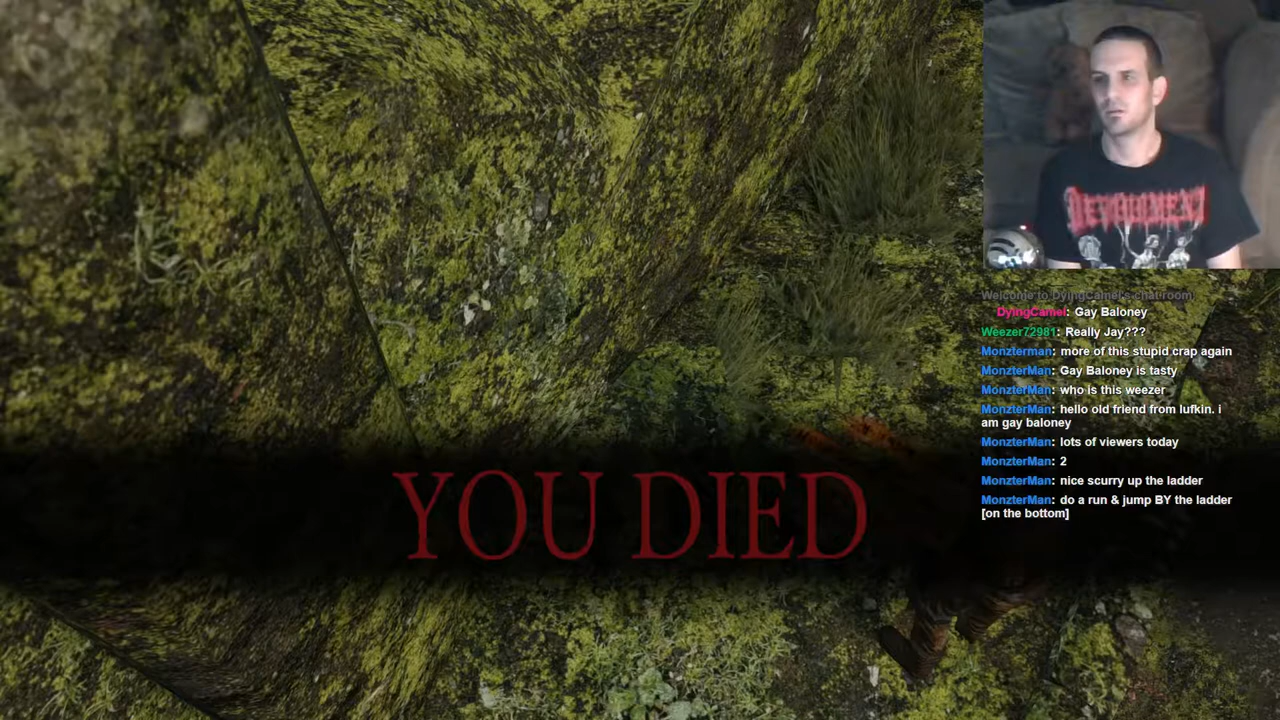 DEVOURMENT
Welcome to DyingCamel's chat room!
DyingCamel: Gay Baloney
Weezer72981: Really Jay???
Monzterman: more of this stupid crap again
MonzterMan: Gay Baloney is tasty
MonzterMan: who is this weezer
MonzterMan: hello old friend from lufkin. i
am gay baloney
MonzterMan: lots of viewers today
MonzterMan: 2
MonzterMan: nice scurry up the ladder
MonzterMan: do a run & jump BY the ladder
[on the bottom]
YOU DIED